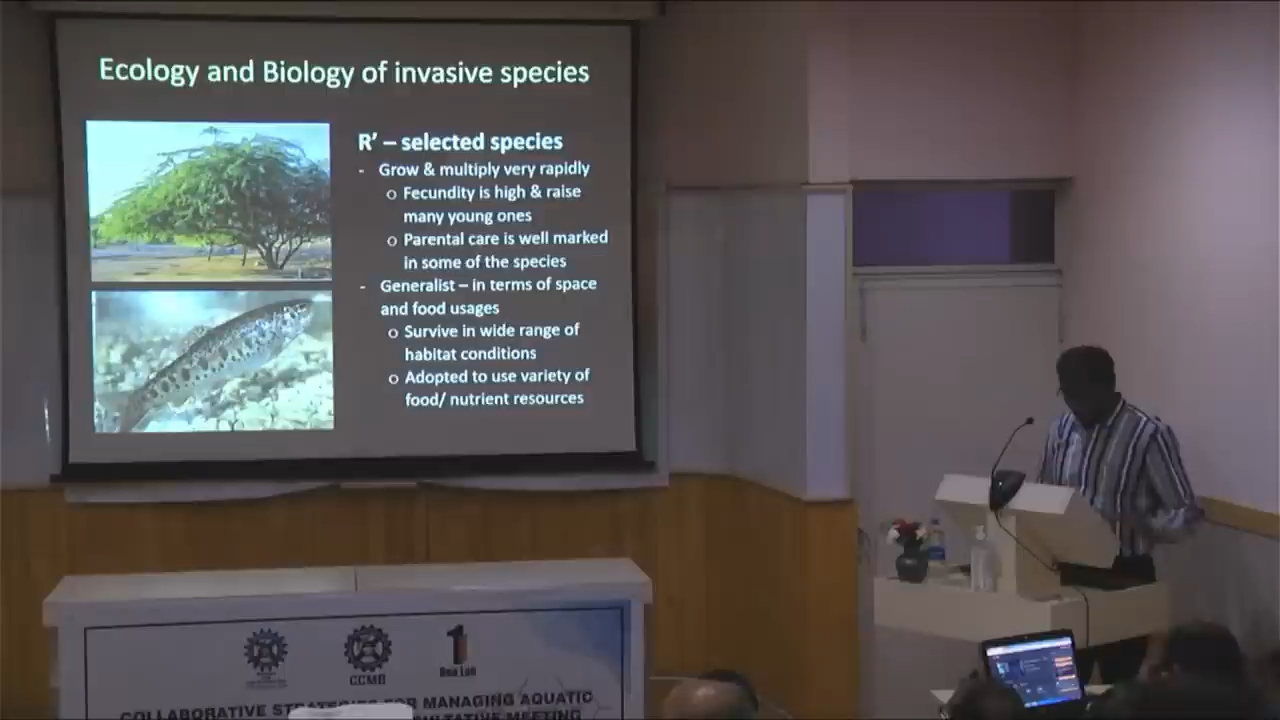 Ecology and Biology of invasive species
R’ – selected species
- Grow & multiply very rapidly
o Fecundity is high & raise
many young ones
o Parental care is well marked
in some of the species
- Generalist – in terms of space
and food usages
o Survive in wide range of
habitat conditions
o Adopted to use variety of
food/ nutrient resources
CCMB
1
COLLABORATIVE FOR MANAGING AQUATIC
MEETING